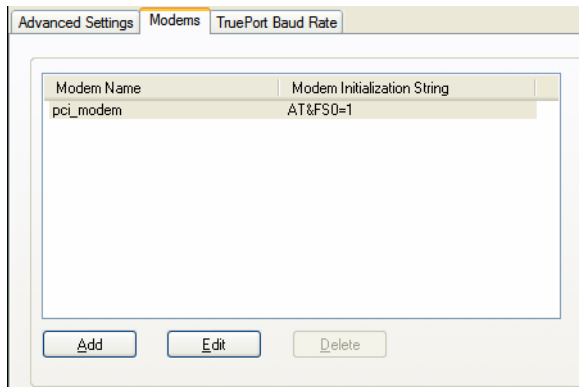 Advanced Settings Modems TruePort Baud Rate
Modem Name Modem Initialization String
pci_modem AT&FS0=1
Add Edit Delete